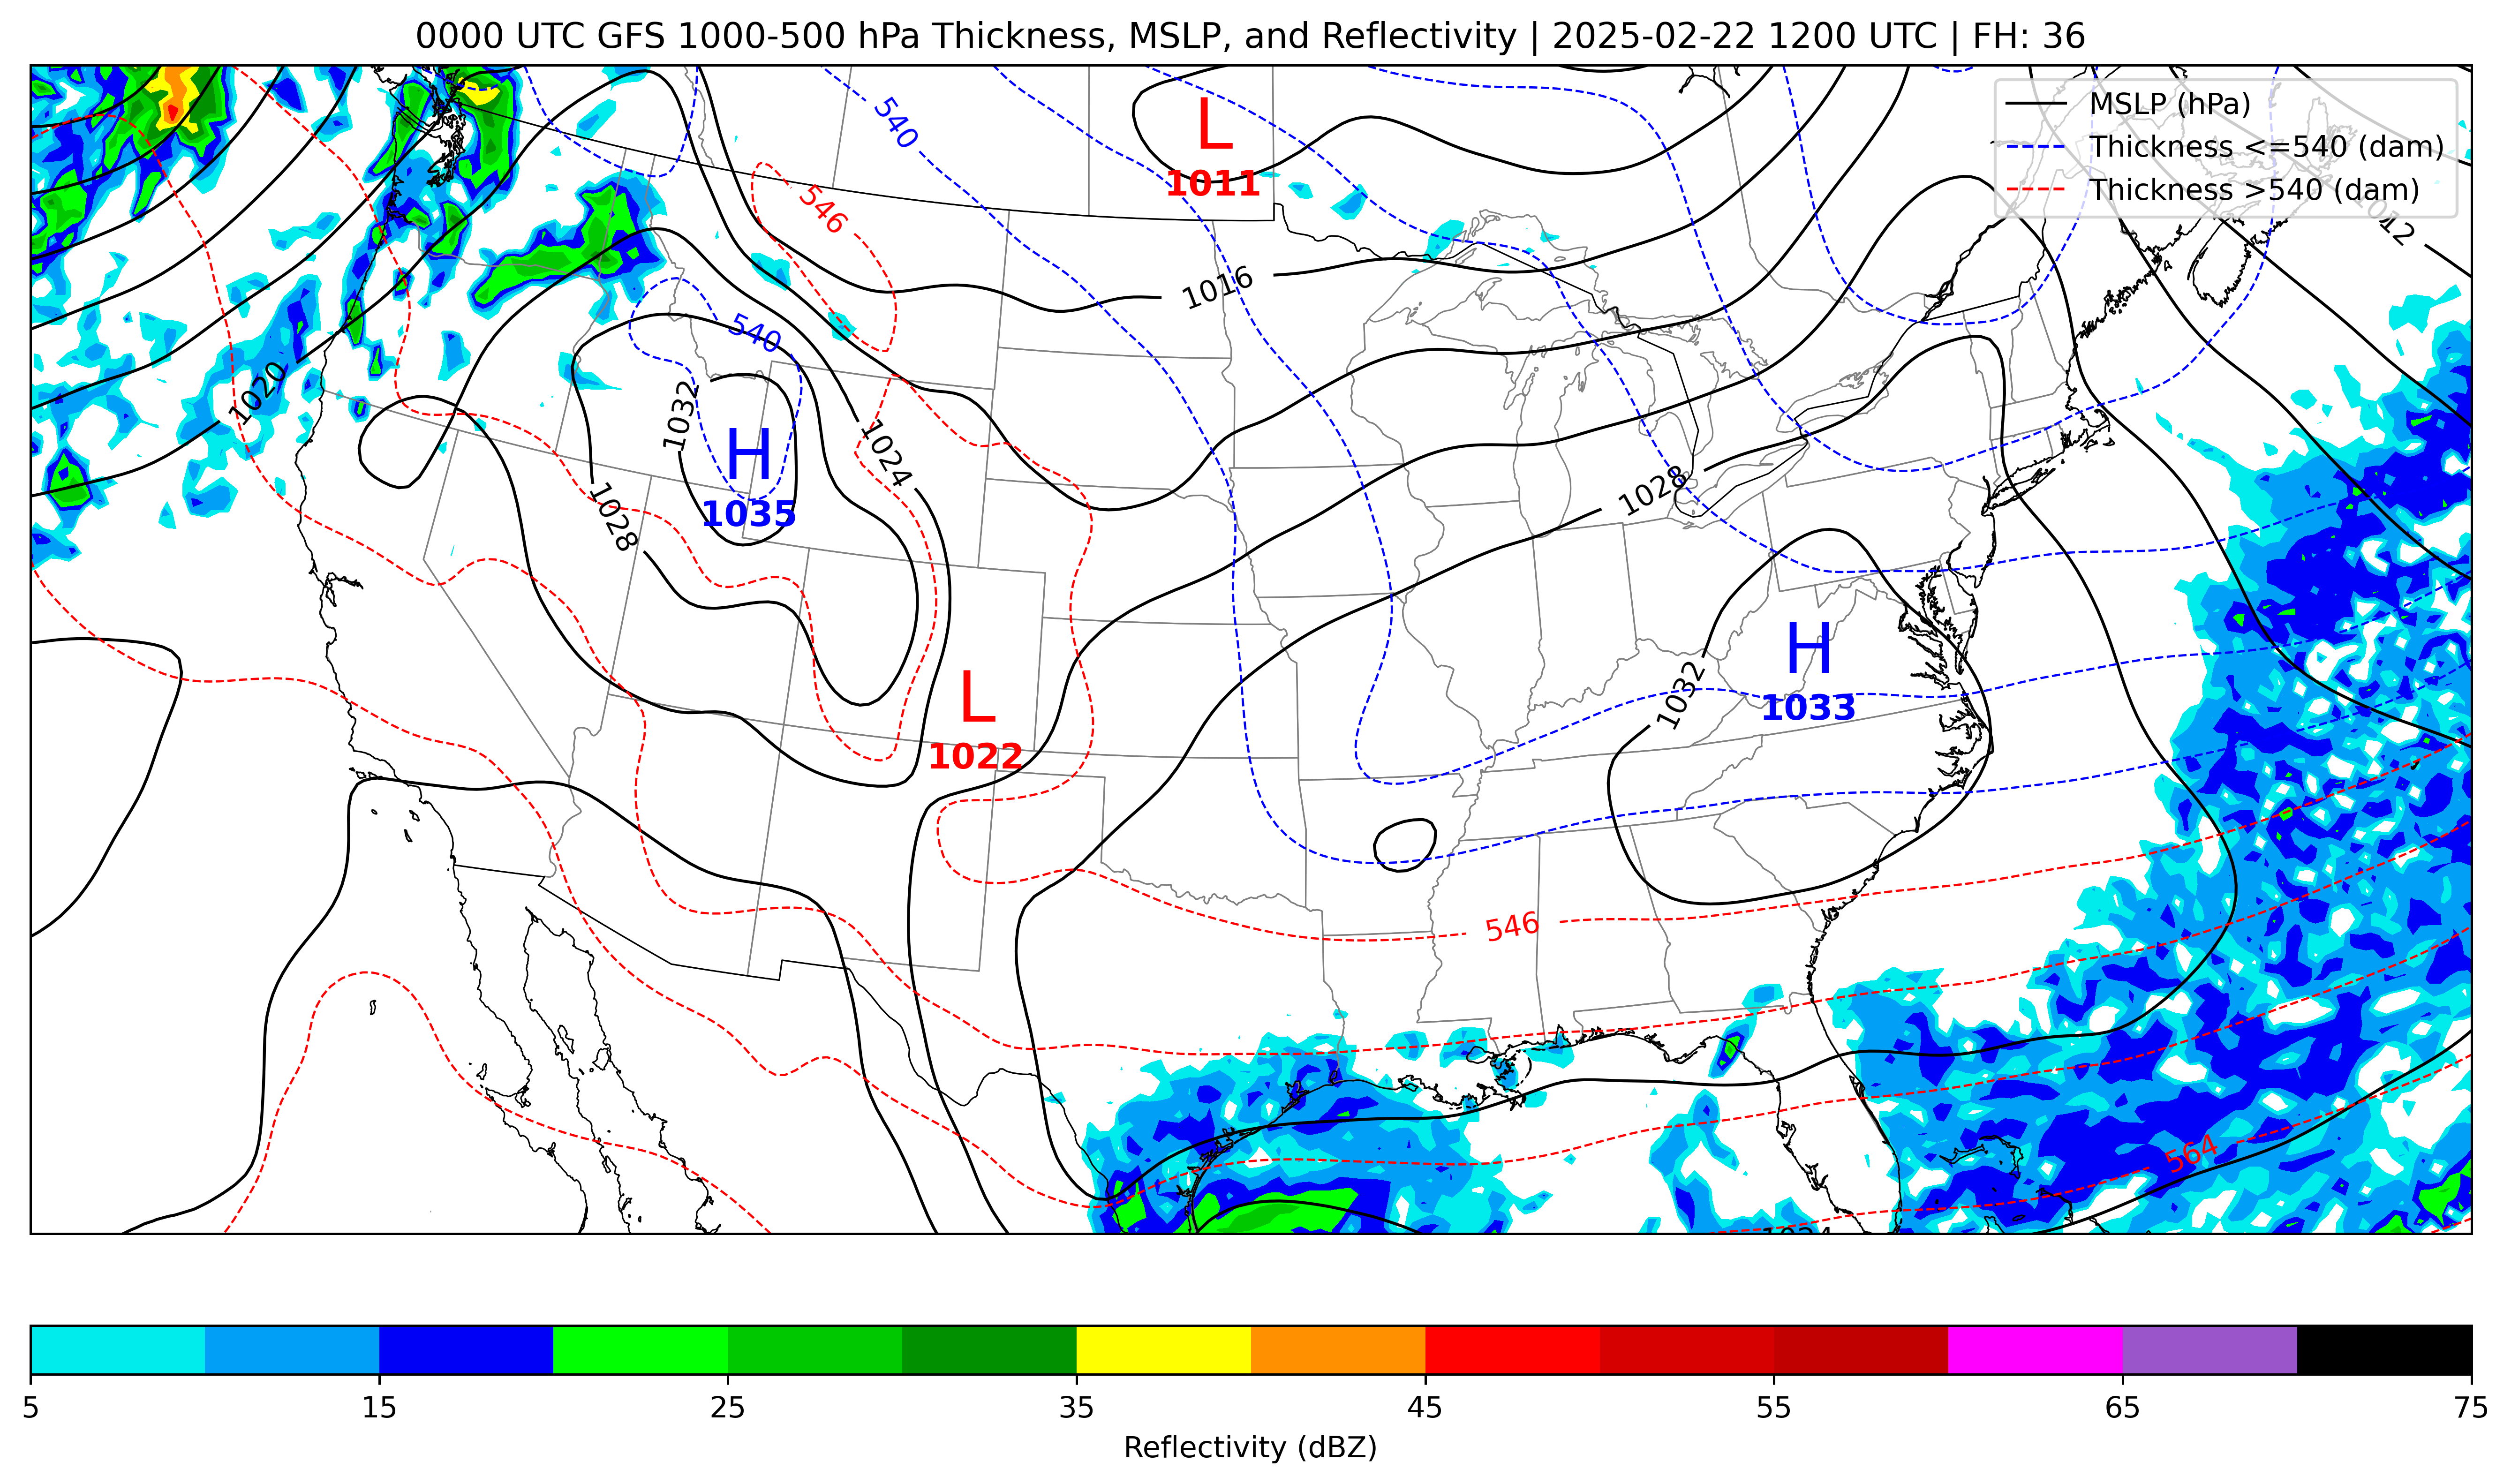 0000 UTC GFS 1000-500 hPa Thickness, MSLP, and Reflectivity | 2025-02-22 1200 UTC | FH: 36
MSLP (hPa)
Thickness <=540 (dam)
Thickness >540 (dam)
L
1011
540
546
1012
1016
540
1020
1032
H
1035
1024
1028
1028
H
1033
1032
L
1022
546
564
5
15
25
35
45
55
65
75
Reflectivity (dBZ)